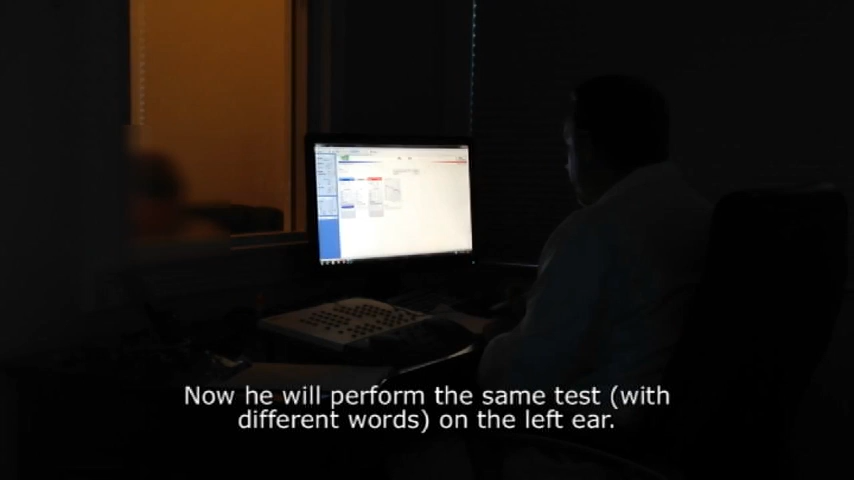 Now he will perform the same test (with
different words) on the left ear.